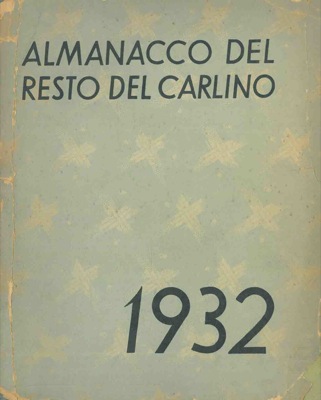 ALMANACCO DEL
RESTO DEL CARLINO
1932